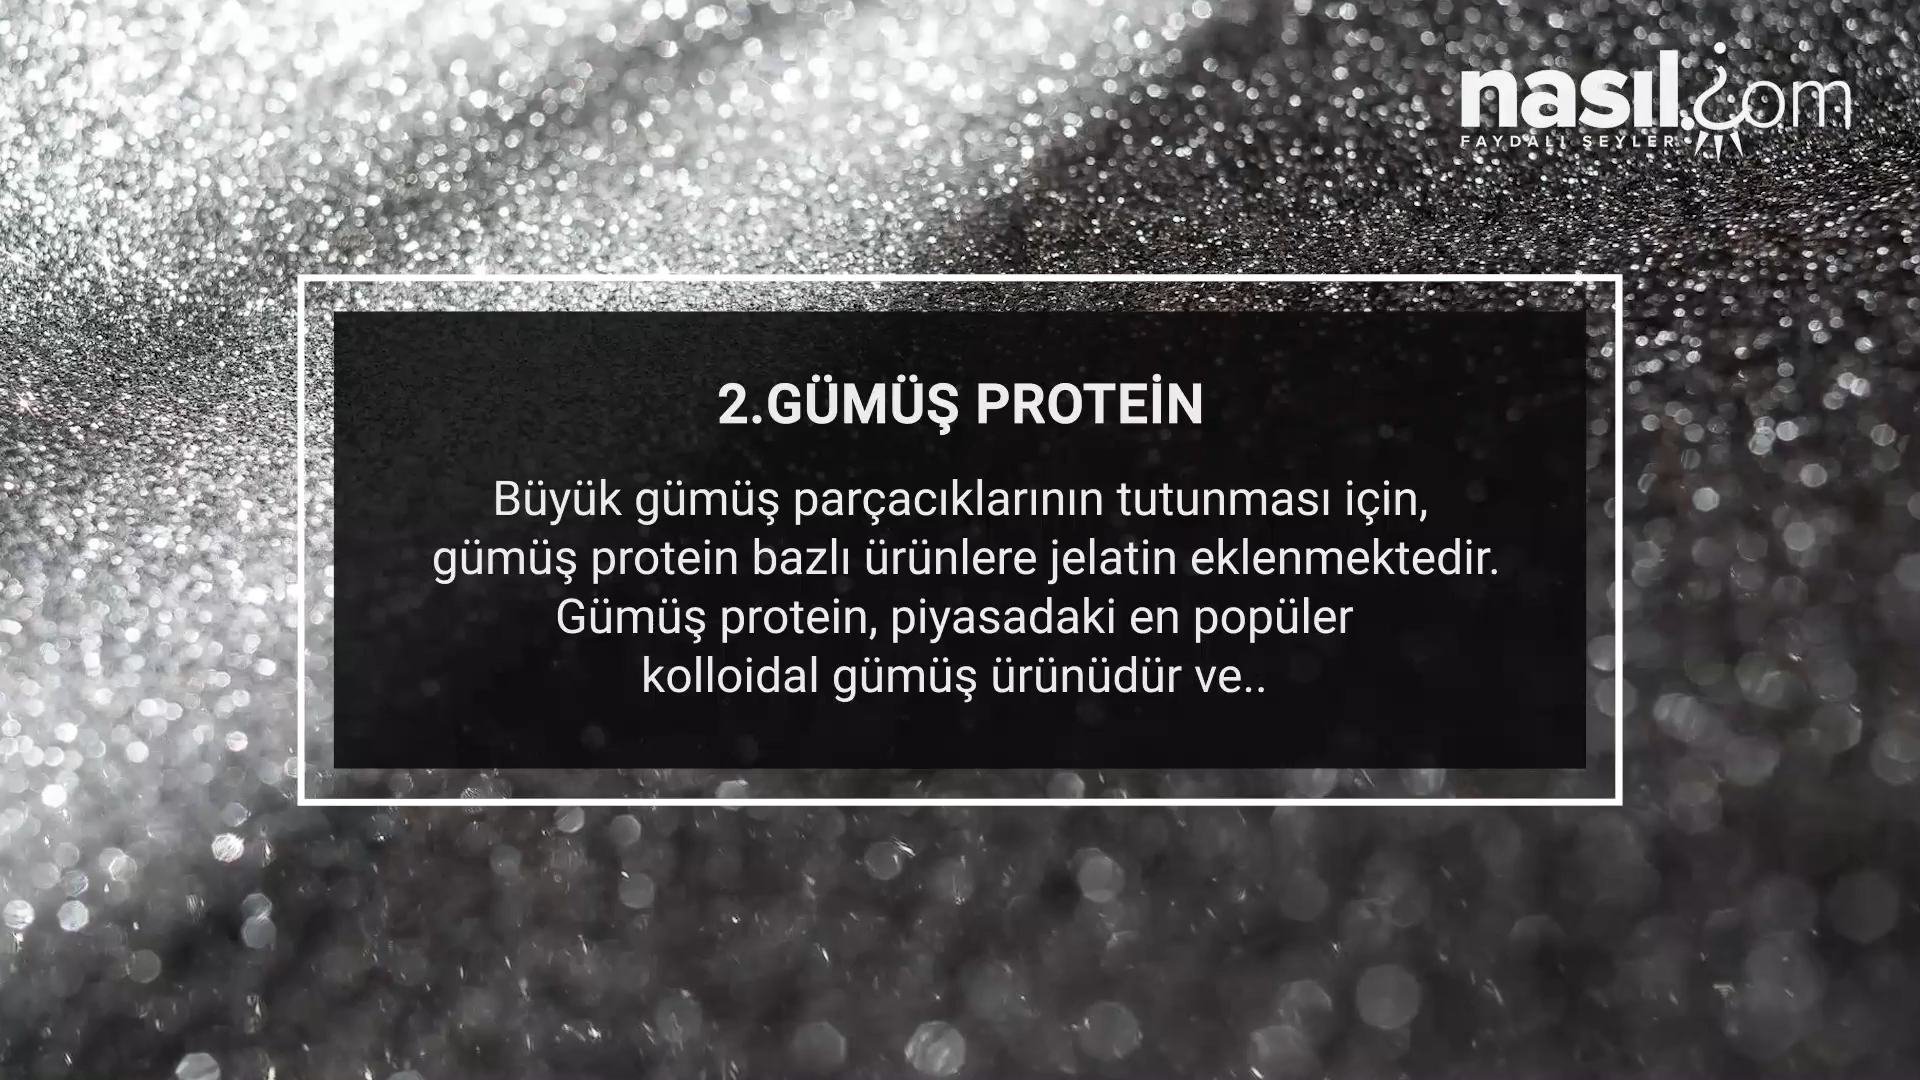 nasıl.com
FAYDALI ŞEYLER
2.GÜMÜŞ PROTEİN
Büyük gümüş parçacıklarının tutunması için,
gümüş protein bazlı ürünlere jelatin eklenmektedir.
Gümüş protein, piyasadaki en popüler
kolloidal gümüş ürünüdür ve..